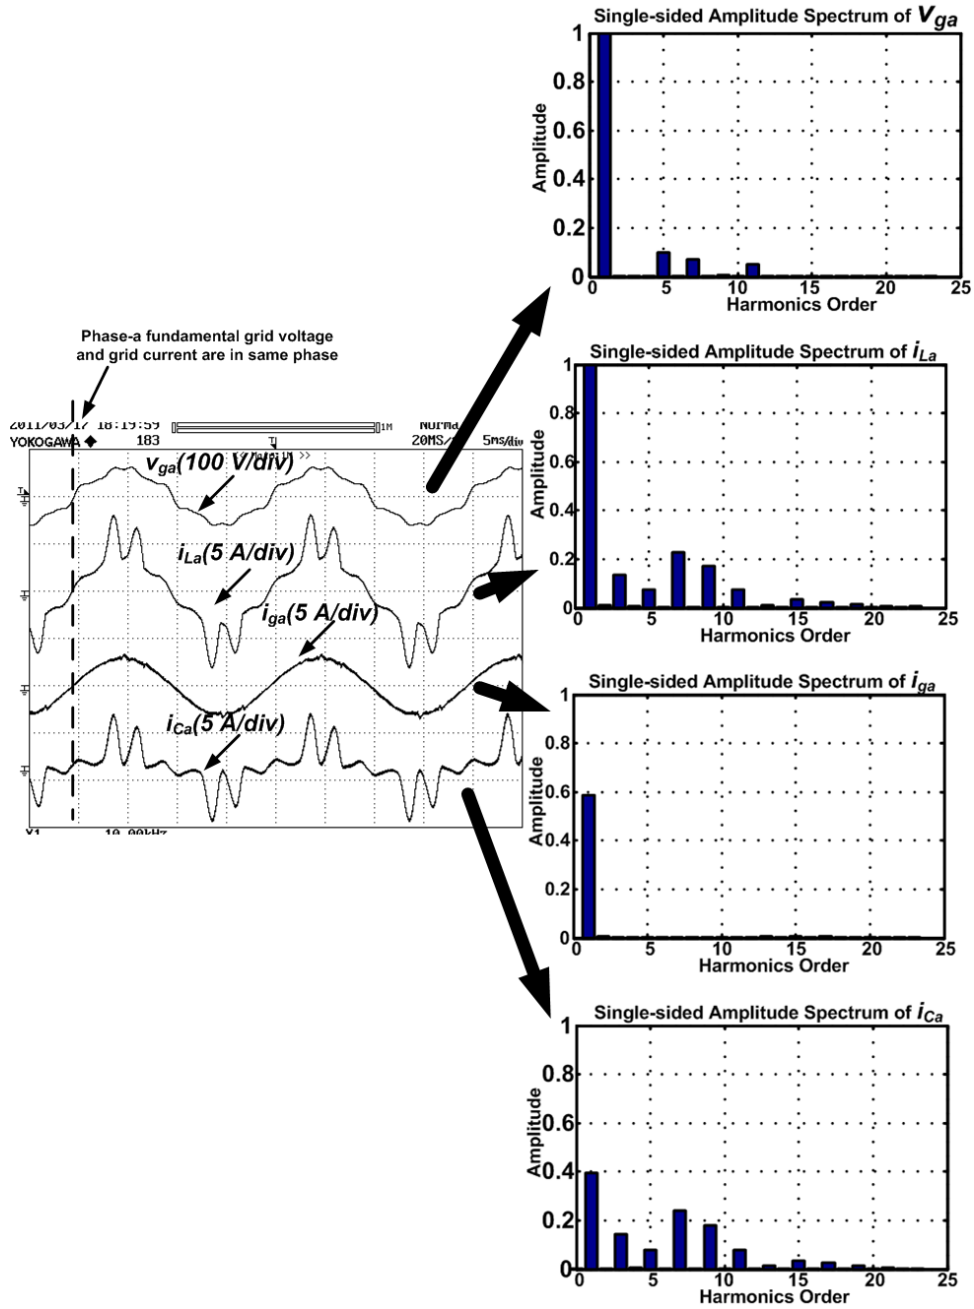 Single-sided Amplitude Spectrum of vga
1
0.8
0.6
0.4
0.2
0
Amplitude
0 5 10 15 20 25
Harmonics Order
Phase-a fundamental grid voltage
and grid current are in same phase
Single-sided Amplitude Spectrum of iLa
1
0.8
0.6
0.4
0.2
0
Amplitude
0 5 10 15 20 25
Harmonics Order
2011/03/17 18:19:59
YOKOGAWA ◆ 183
1M
20MS/
5ms/div
>>
vga(100 V/div)
iLa(5 A/div)
iga(5 A/div)
iCa(5 A/div)
10.00kHz
Single-sided Amplitude Spectrum of iga
1
0.8
0.6
0.4
0.2
0
Amplitude
0 5 10 15 20 25
Harmonics Order
Single-sided Amplitude Spectrum of iCa
1
0.8
0.6
0.4
0.2
0
Amplitude
0 5 10 15 20 25
Harmonics Order